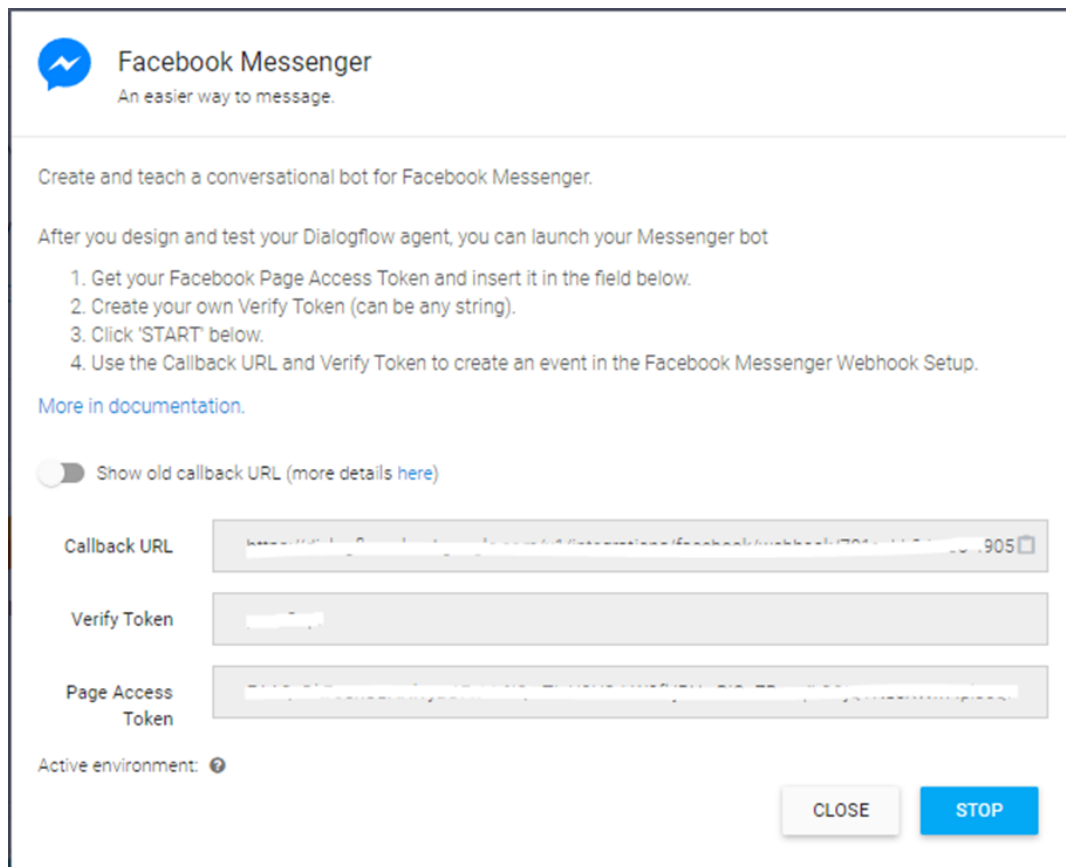 Facebook Messenger
An easier way to message.
Create and teach a conversational bot for Facebook Messenger.
After you design and test your Dialogflow agent, you can launch your Messenger bot
1. Get your Facebook Page Access Token and insert it in the field below.
2. Create your own Verify Token (can be any string).
3. Click 'START' below.
4. Use the Callback URL and Verify Token to create an event in the Facebook Messenger Webhook Setup.
More in documentation.
Show old callback URL (more details here)
Callback URL
905
Verify Token
Page Access
Token
Active environment:
CLOSE STOP